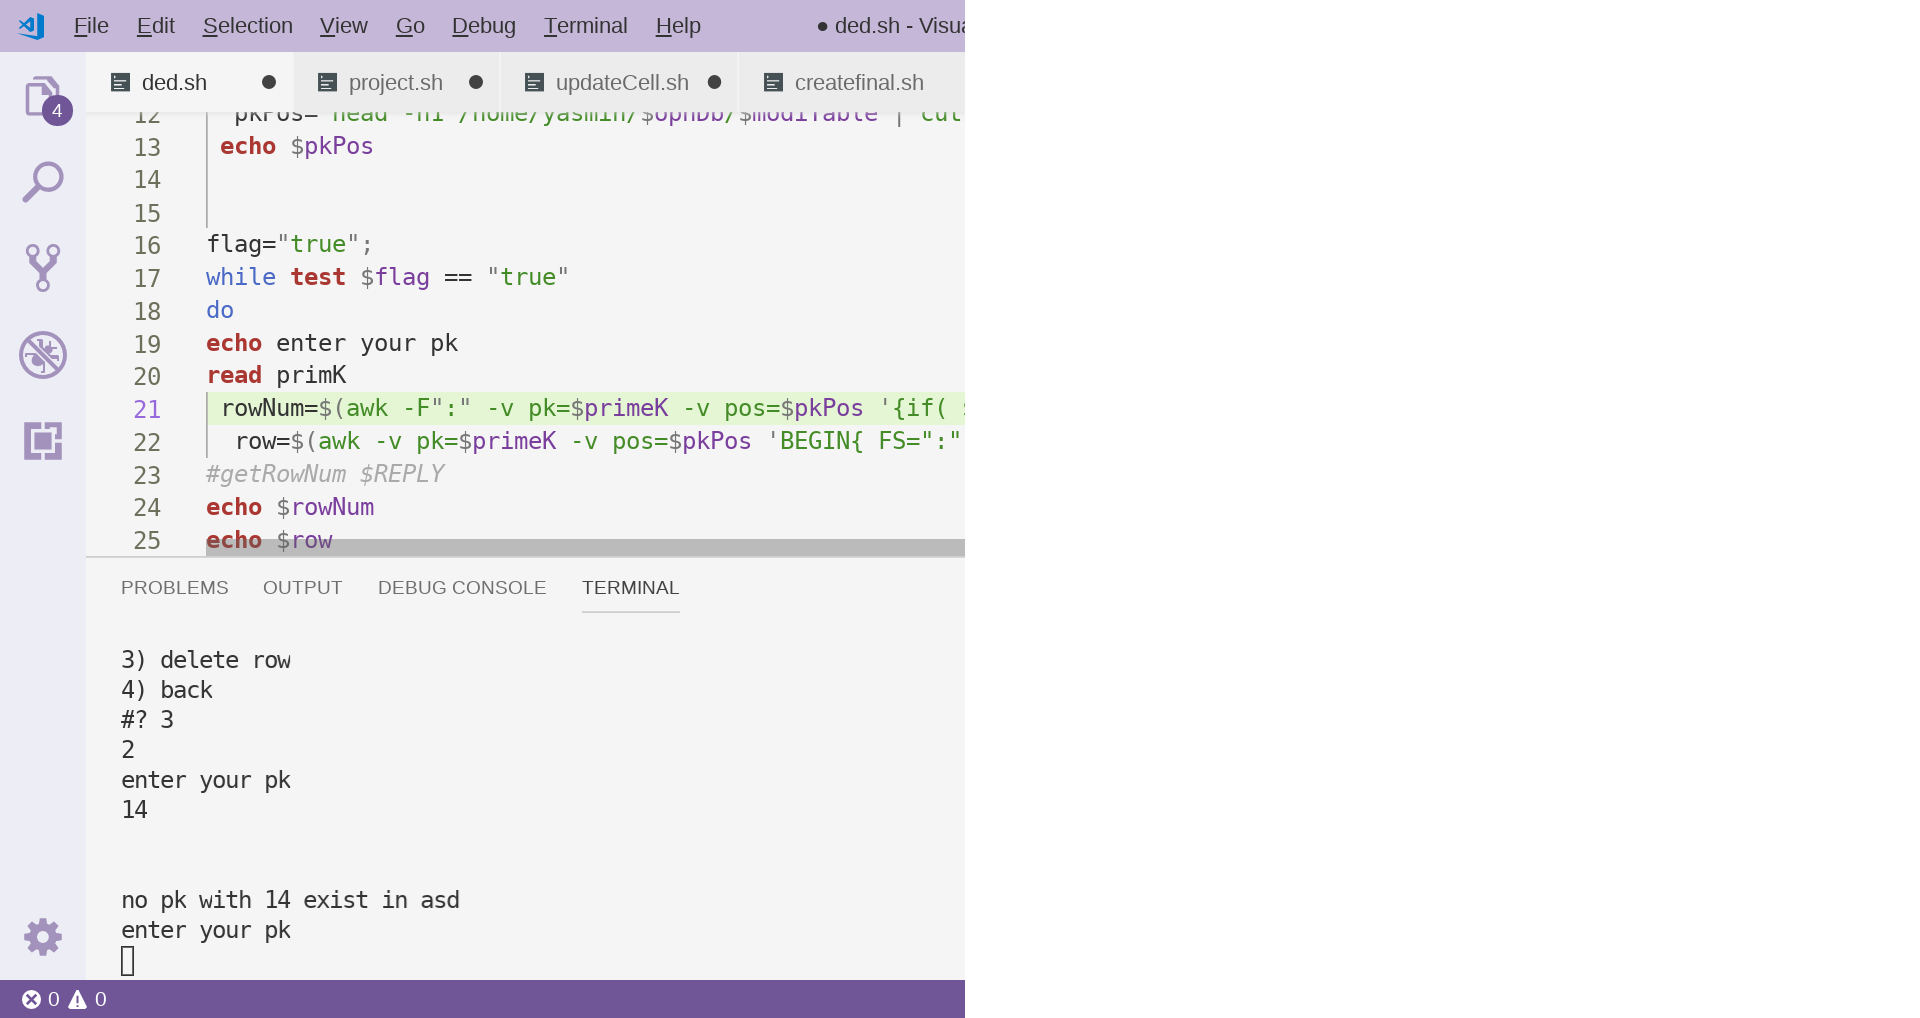 File Edit Selection View Go Debug Terminal Help ● ded.sh - Visua
ded.sh project.sh updateCell.sh createfinal.sh
4
12 pkPos=`head -n1 /home/yasmin/$ophDb/$modiTable | cut
13 echo $pkPos
14
15
16 flag="true";
17 while test $flag == "true"
18 do
19 echo enter your pk
20 read primK
21 rowNum=$(awk -F":" -v pk=$primeK -v pos=$pkPos '{if( $
22 row=$(awk -v pk=$primeK -v pos=$pkPos 'BEGIN{ FS=":"
23 #getRowNum $REPLY
24 echo $rowNum
25 echo $row
PROBLEMS OUTPUT DEBUG CONSOLE TERMINAL
3) delete row
4) back
#? 3
2
enter your pk
14
no pk with 14 exist in asd
enter your pk
0 0